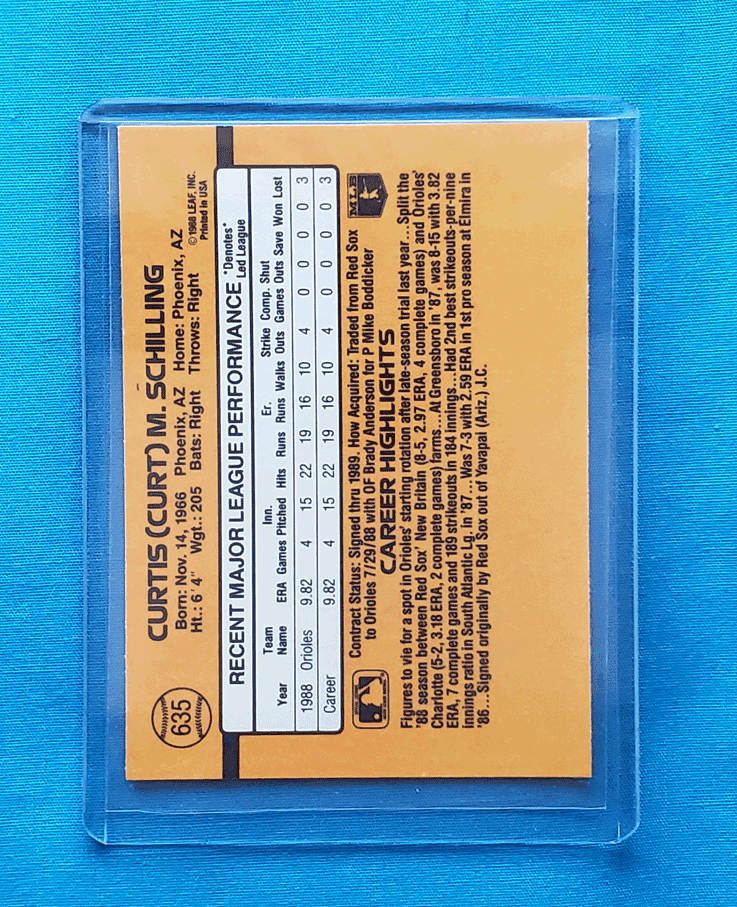 635
CURTIS (CURT) M. SCHILLING
Born: Nov. 14, 1966 Phoenix, AZ Home: Phoenix, AZ
Ht.: 6' 4" Wgt.: 205 Bats: Right Throws: Right
© 1988 LEAF, INC.
Printed in USA
RECENT MAJOR LEAGUE PERFORMANCE
*Denotes*
Led League
Year Team Name ERA Games Inn. Pitched Hits Runs Er. Runs Walks Strike Outs Comp. Games Shut Outs Save Won Lost
1988 Orioles 9.82 4 15 22 19 16 10 4 0 0 0 0 3
Career 9.82 4 15 22 19 16 10 4 0 0 0 0 3
Contract Status: Signed thru 1989. How Acquired: Traded from Red Sox
to Orioles 7/29/88 with OF Brady Anderson for P Mike Boddicker
MLB
CAREER HIGHLIGHTS
Figures to vie for a spot in Orioles' starting rotation after late-season trial last year...Split the
'88 season between Red Sox' New Britain (8-5, 2.97 ERA, 4 complete games) and Orioles'
Charlotte (5-2, 3.18 ERA, 2 complete games) farms...At Greensboro in '87, was 8-15 with 3.82
ERA, 7 complete games and 189 strikeouts in 184 innings...Had 2nd best strikeouts-per-nine
innings ratio in South Atlantic Lg. in '87...Was 7-3 with 2.59 ERA in 1st pro season at Elmira in
'86...Signed originally by Red Sox out of Yavapai (Ariz.) J.C.